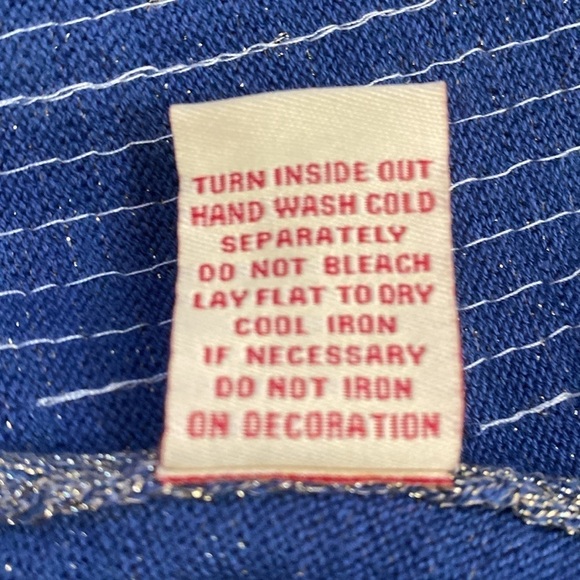 TURN INSIDE OUT
HAND WASH COLD
SEPARATELY
DO NOT BLEACH
LAY FLAT TO DRY
COOL IRON
IF NECESSARY
DO NOT IRON
ON DECORATION